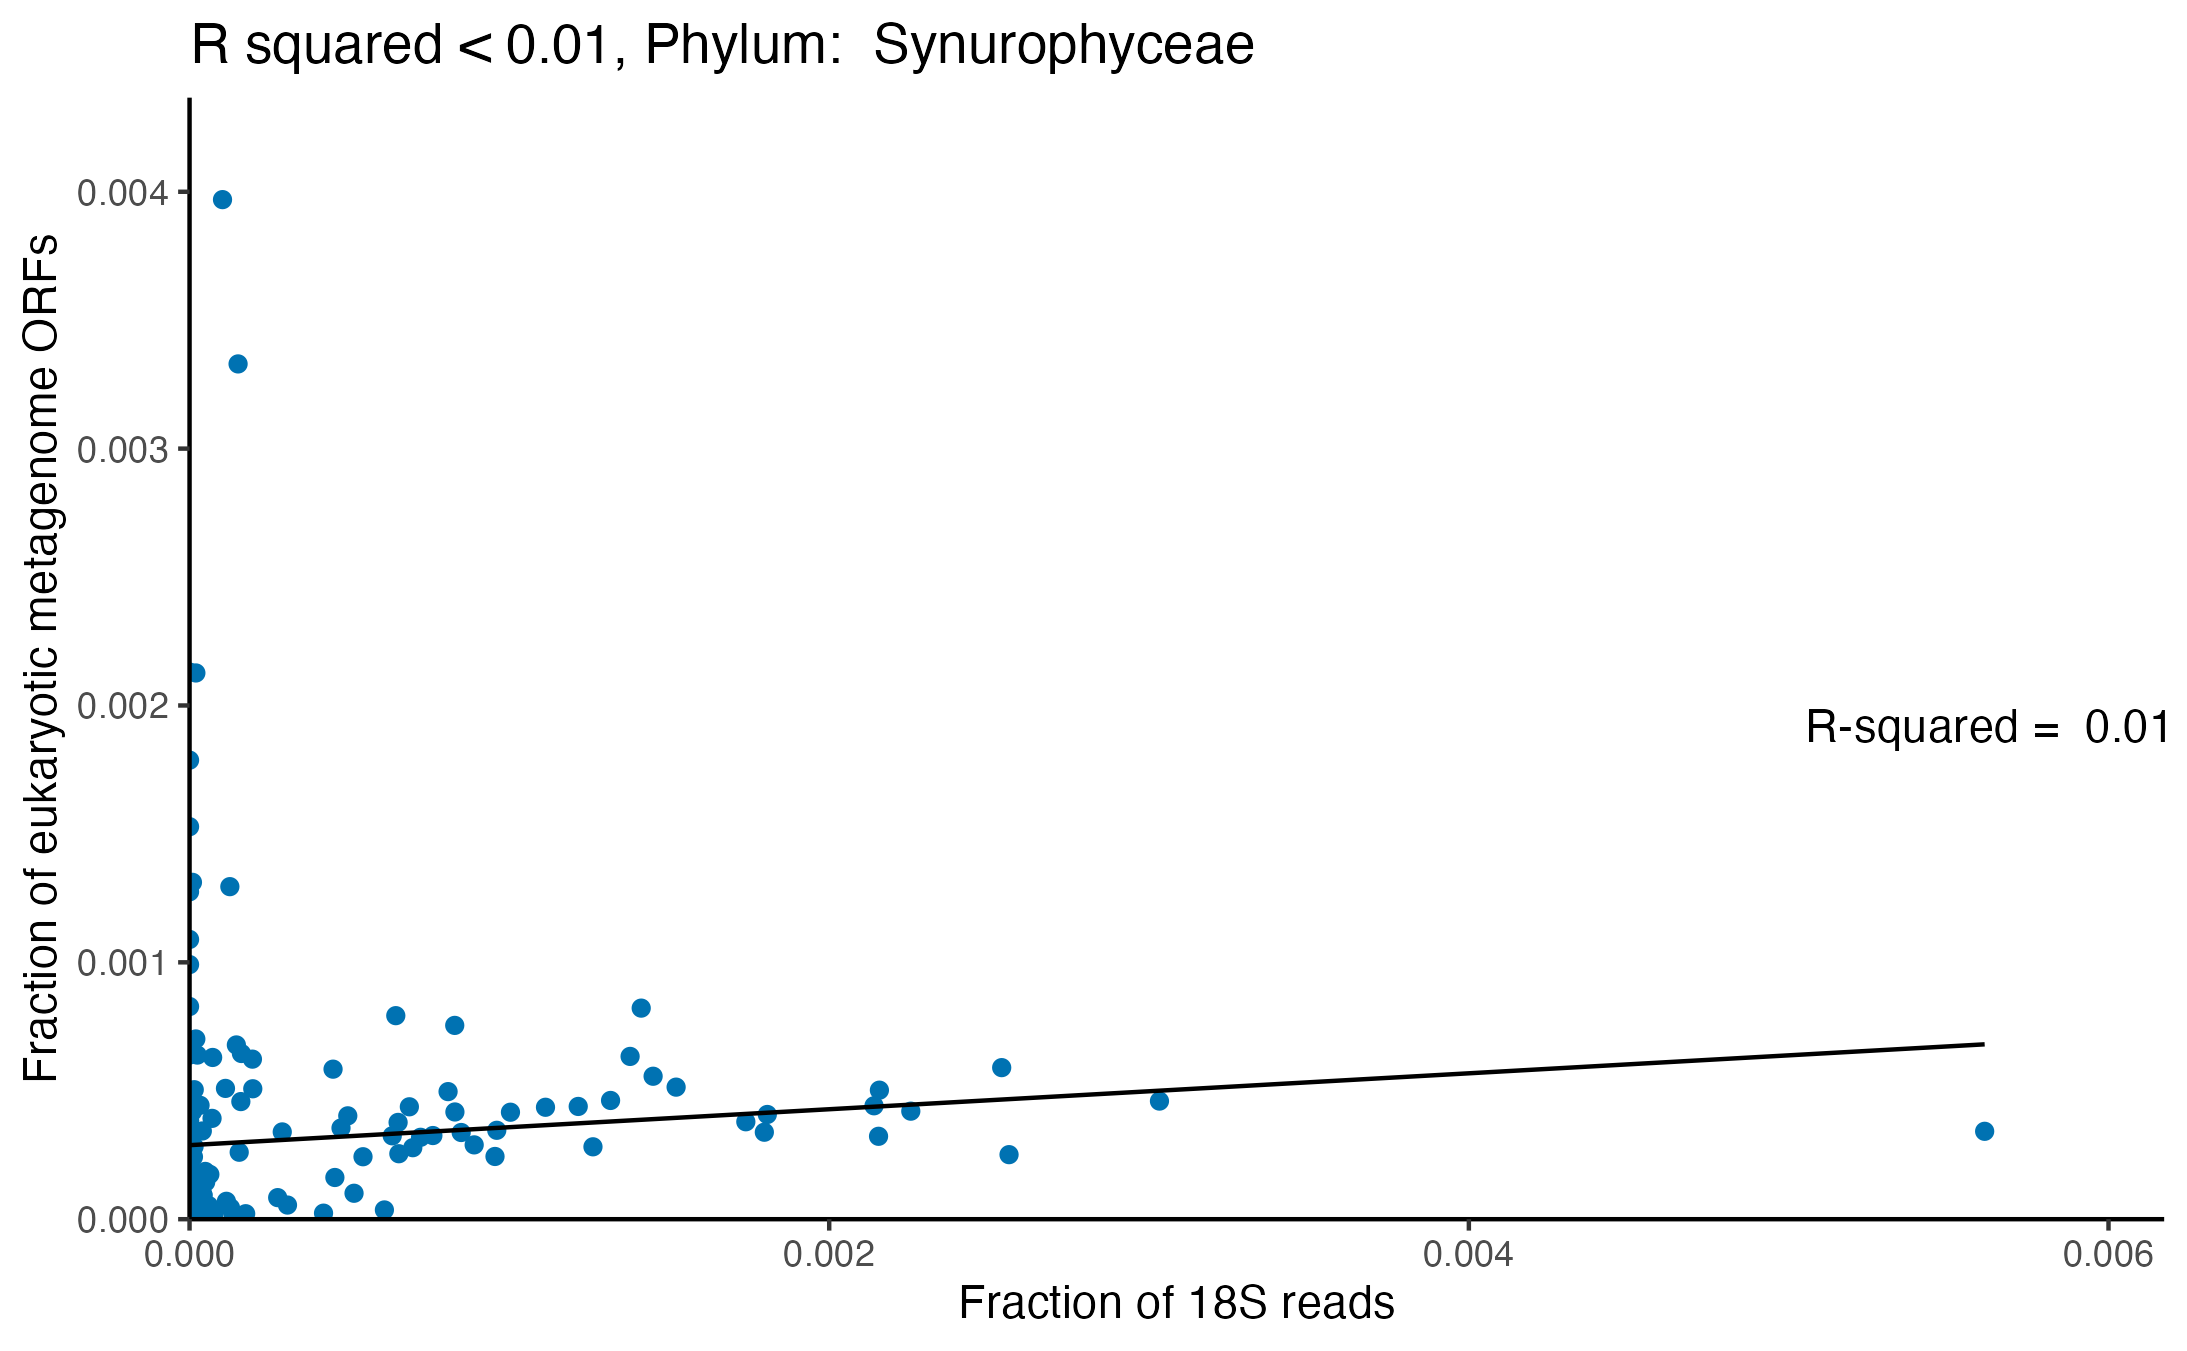 R squared < 0.01, Phylum:  Synurophyceae
Fraction of eukaryotic metagenome ORFs
0.004
0.003
0.002
0.001
0.000
R-squared =  0.01
0.000
0.002
0.004
0.006
Fraction of 18S reads